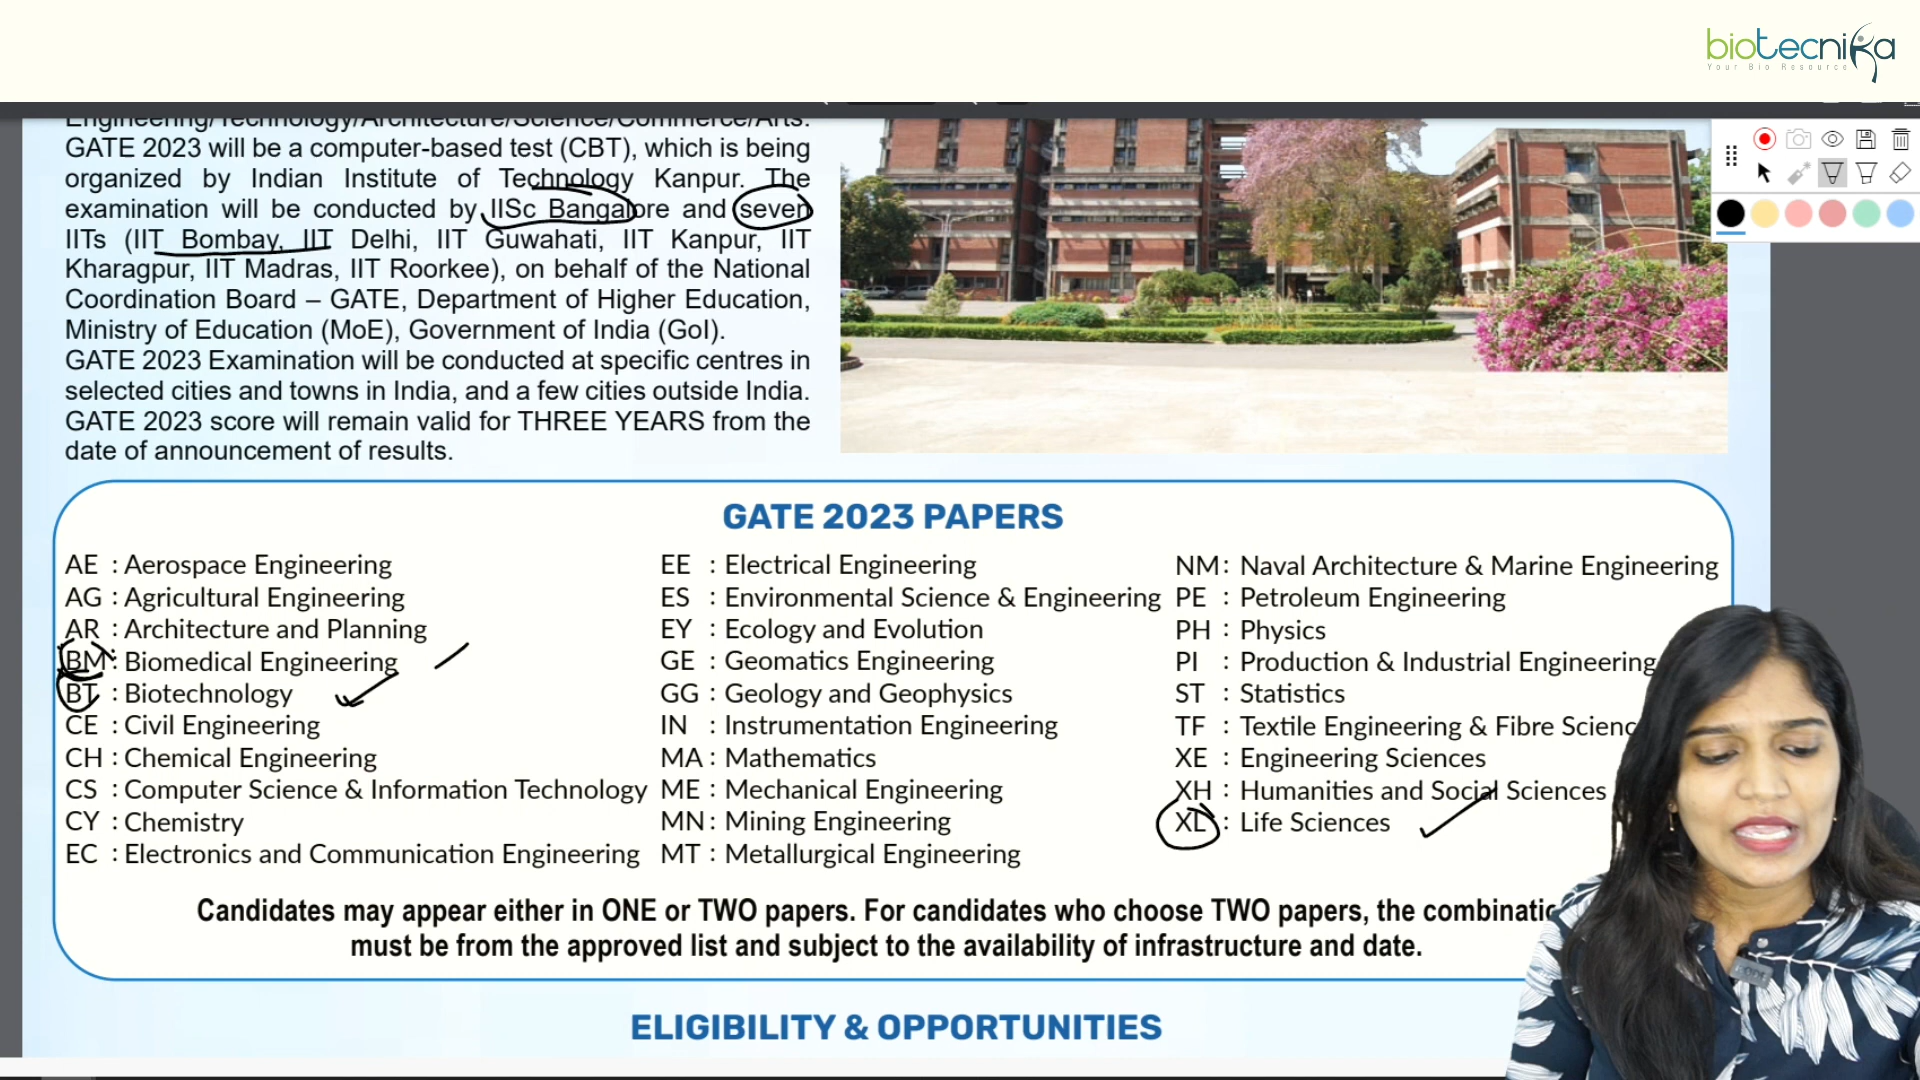 biotecnika
Your Bio Resource
Engineering/Technology/Architecture/Science/Commerce/Arts.
GATE 2023 will be a computer-based test (CBT), which is being
organized by Indian Institute of Technology Kanpur. The
examination will be conducted by IISc Bangalore and seven
IITs (IIT Bombay, IIT Delhi, IIT Guwahati, IIT Kanpur, IIT
Kharagpur, IIT Madras, IIT Roorkee), on behalf of the National
Coordination Board – GATE, Department of Higher Education,
Ministry of Education (MoE), Government of India (GoI).
GATE 2023 Examination will be conducted at specific centres in
selected cities and towns in India, and a few cities outside India.
GATE 2023 score will remain valid for THREE YEARS from the
date of announcement of results.
GATE 2023 PAPERS
AE : Aerospace Engineering
AG : Agricultural Engineering
AR : Architecture and Planning
BM : Biomedical Engineering
BT : Biotechnology
CE : Civil Engineering
CH : Chemical Engineering
CS : Computer Science & Information Technology
CY : Chemistry
EC : Electronics and Communication Engineering
EE : Electrical Engineering
ES : Environmental Science & Engineering
EY : Ecology and Evolution
GE : Geomatics Engineering
GG : Geology and Geophysics
IN : Instrumentation Engineering
MA : Mathematics
ME : Mechanical Engineering
MN : Mining Engineering
MT : Metallurgical Engineering
NM : Naval Architecture & Marine Engineering
PE : Petroleum Engineering
PH : Physics
PI : Production & Industrial Engineering
ST : Statistics
TF : Textile Engineering & Fibre Scienc
XE : Engineering Sciences
XH : Humanities and Social Sciences
XL : Life Sciences
Candidates may appear either in ONE or TWO papers. For candidates who choose TWO papers, the combinatio
must be from the approved list and subject to the availability of infrastructure and date.
ELIGIBILITY & OPPORTUNITIES